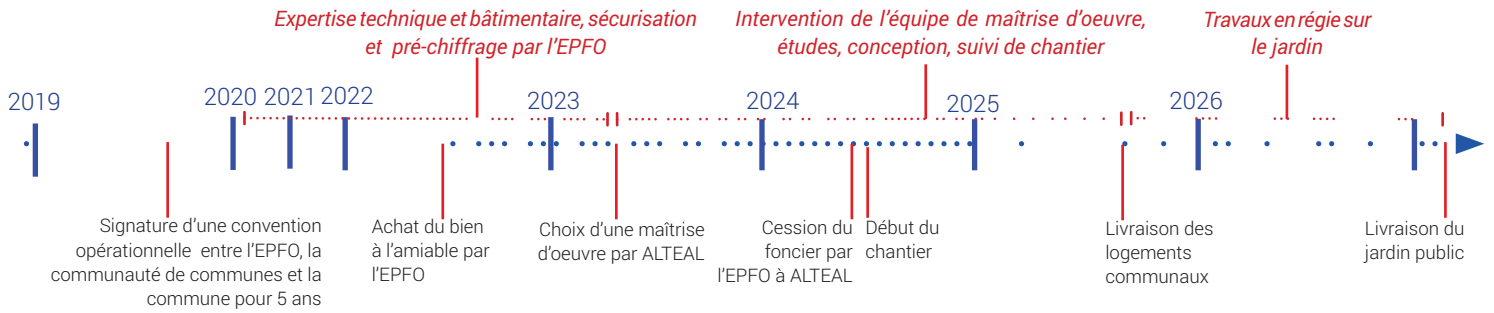 Expertise technique et bâtimentaire, sécurisation
et pré-chiffrage par l'EPFO
Intervention de l'équipe de maîtrise d'oeuvre,
études, conception, suivi de chantier
Travaux en régie sur
le jardin
2019
2020
2021
2022
2023
2024
2025
2026
Signature d'une convention
opérationnelle entre l'EPFO, la
communauté de communes et la
commune pour 5 ans
Achat du bien
à l'amiable par
l'EPFO
Choix d'une maîtrise
d'oeuvre par ALTEAL
Cession du
foncier par
l'EPFO à ALTEAL
Début du
chantier
Livraison des
logements
communaux
Livraison du
jardin public